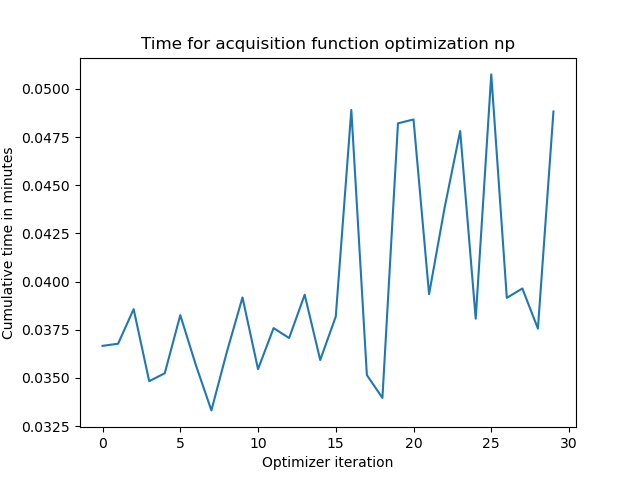 Time for acquisition function optimization np
0.0500
0.0475
0.0450
0.0425
0.0400
0.0375
0.0350
0.0325
Cumulative time in minutes
0 5 10 15 20 25 30
Optimizer iteration